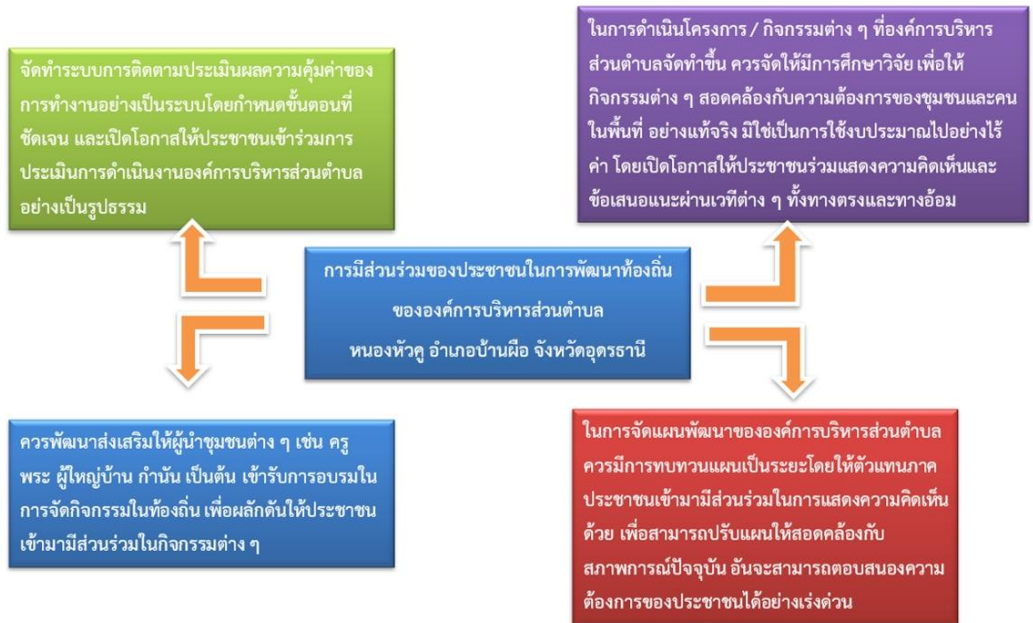 จัดทำระบบการติดตามประเมินผลความคุ้มค่าของ
การทำงานอย่างเป็นระบบโดยกำหนดขั้นตอนที่
ชัดเจน และเปิดโอกาสให้ประชาชนเข้าร่วมการ
ประเมินการดำเนินงานองค์การบริหารส่วนตำบล
อย่างเป็นรูปธรรม
ในการดำเนินโครงการ / กิจกรรมต่าง ๆ ที่องค์การบริหาร
ส่วนตำบลจัดทำขึ้น ควรจัดให้มีการศึกษาวิจัย เพื่อให้
กิจกรรมต่าง ๆ สอดคล้องกับความต้องการของชุมชนและคน
ในพื้นที่ อย่างแท้จริง มิใช่เป็นการใช้งบประมาณไปอย่างไร้
ค่า โดยเปิดโอกาสให้ประชาชนร่วมแสดงความคิดเห็นและ
ข้อเสนอแนะผ่านเวทีต่าง ๆ ทั้งทางตรงและทางอ้อม
การมีส่วนร่วมของประชาชนในการพัฒนาท้องถิ่น
ขององค์การบริหารส่วนตำบล
หนองหัวคู อำเภอบ้านผือ จังหวัดอุดรธานี
ควรพัฒนาส่งเสริมให้ผู้นำชุมชนต่าง ๆ เช่น ครู
พระ ผู้ใหญ่บ้าน กำนัน เป็นต้น เข้ารับการอบรมใน
การจัดกิจกรรมในท้องถิ่น เพื่อผลักดันให้ประชาชน
เข้ามามีส่วนร่วมในกิจกรรมต่าง ๆ
ในการจัดแผนพัฒนาขององค์การบริหารส่วนตำบล
ควรมีการทบทวนแผนเป็นระยะโดยให้ตัวแทนภาค
ประชาชนเข้ามามีส่วนร่วมในการแสดงความคิดเห็น
ด้วย เพื่อสามารถปรับแผนให้สอดคล้องกับ
สภาพการณ์ปัจจุบัน อันจะสามารถตอบสนองความ
ต้องการของประชาชนได้อย่างเร่งด่วน